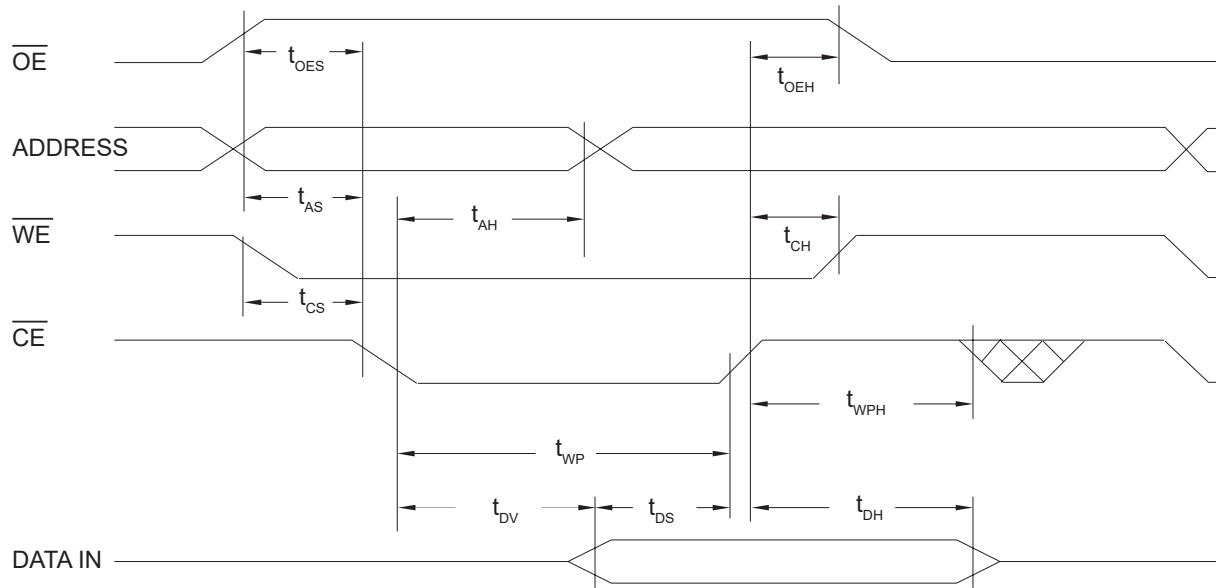 OE
tOES
tOEH
ADDRESS
tAS
tAH
WE
tCH
tCS
CE
tWPH
tWP
tDV
tDS
tDH
DATA IN